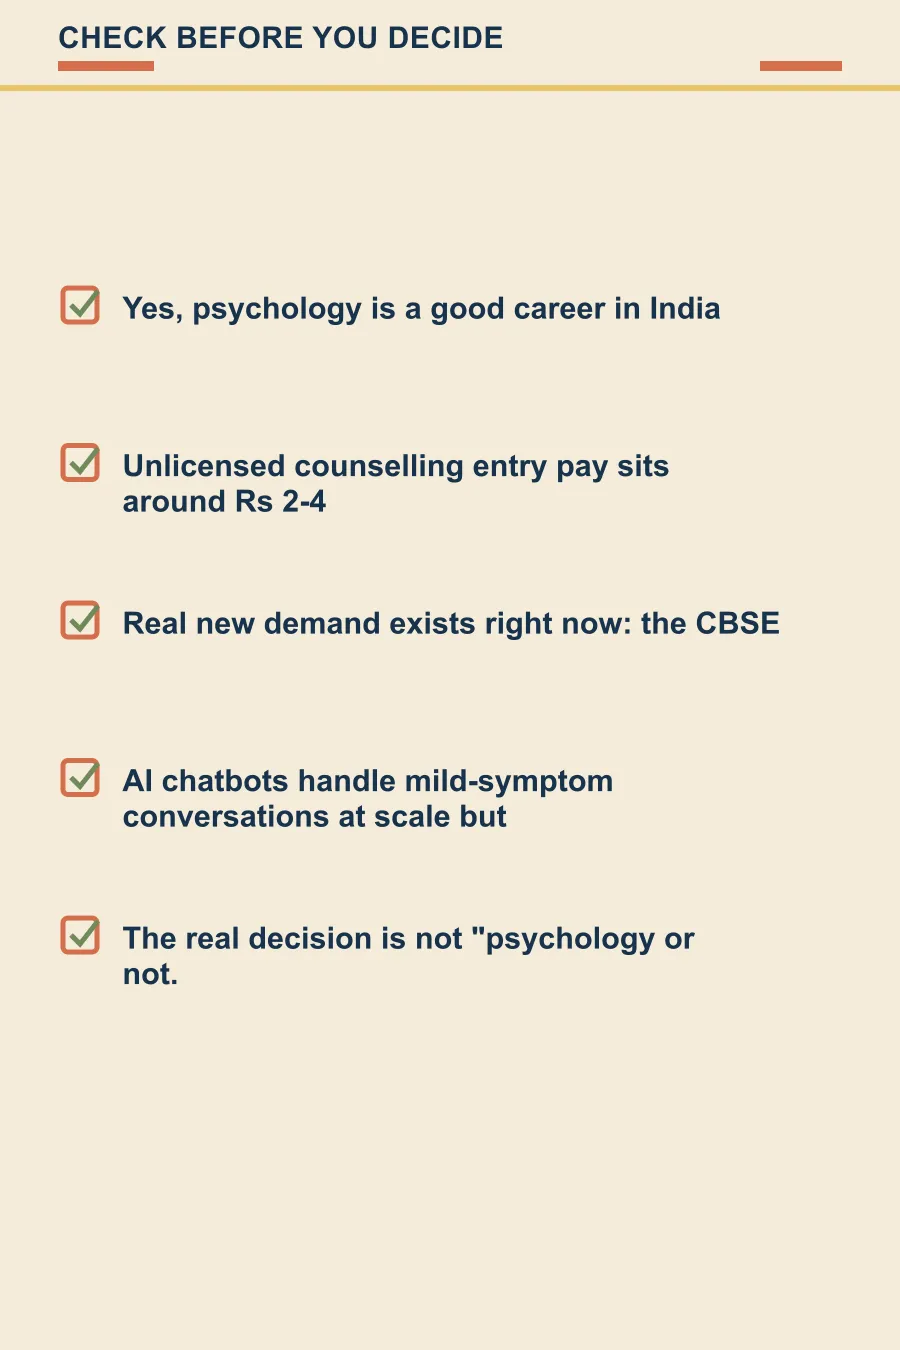 CHECK BEFORE YOU DECIDE
Yes, psychology is a good career in India
Unlicensed counselling entry pay sits
around Rs 2-4
Real new demand exists right now: the CBSE
AI chatbots handle mild-symptom
conversations at scale but
The real decision is not "psychology or
not.